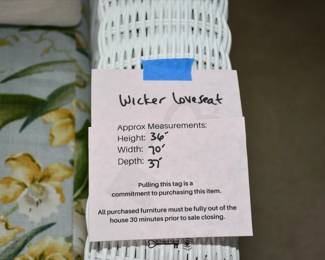 Wicker Loveseat
Approx Measurements:
Height: 36"
Width: 70"
Depth: 37"
Pulling this tag is a
commitment to purchasing this item.
All purchased furniture must be fully out of the
house 30 minutes prior to sale closing.